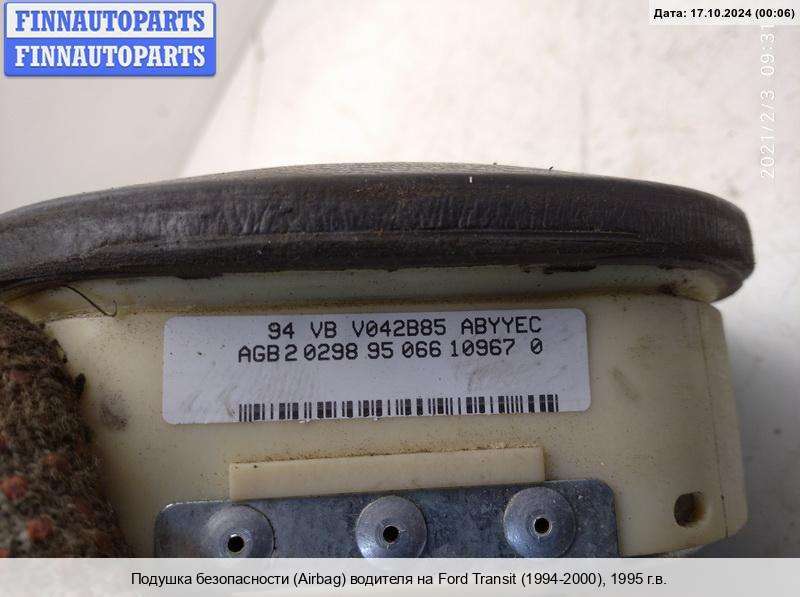 FINNAUTOPARTS
FINNAUTOPARTS
Дата: 17.10.2024 (00:06)
2021/2/3 09:31
94 VB V042B85 ABYYEC
AGB 2 0298 95 066 10967 0
Подушка безопасности (Airbag) водителя на Ford Transit (1994-2000), 1995 г.в.